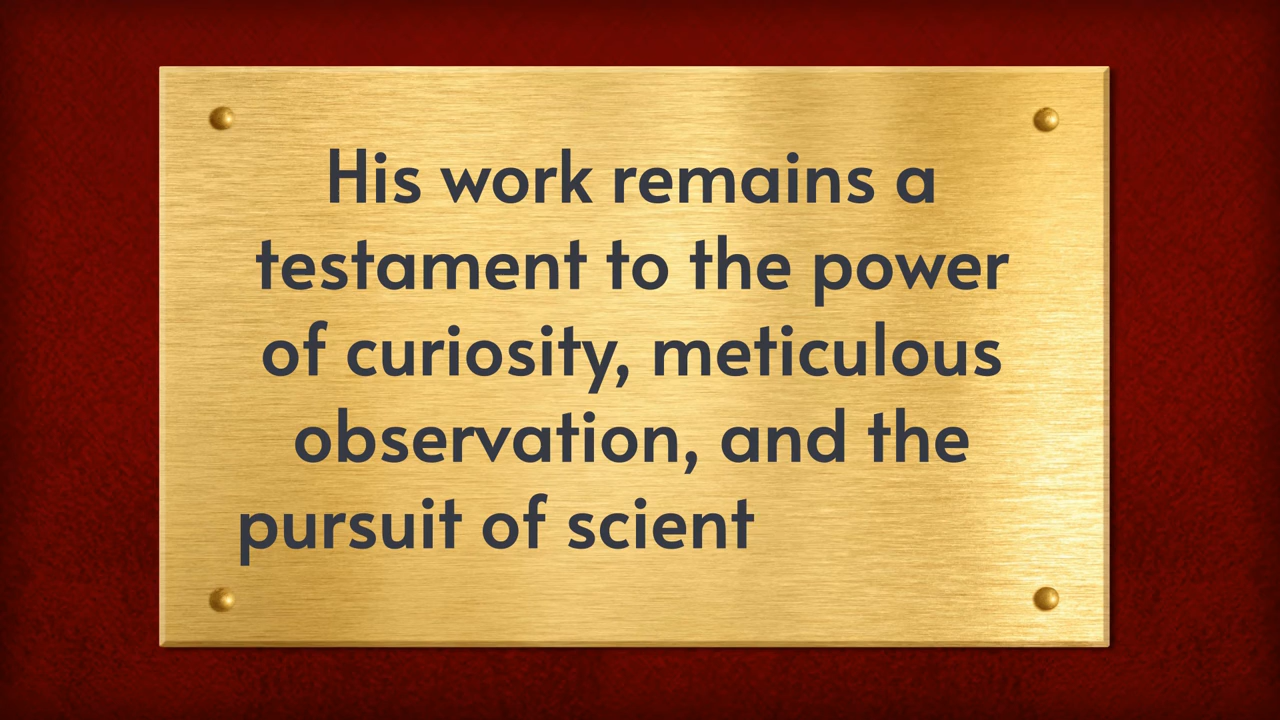 His work remains a
testament to the power
of curiosity, meticulous
observation, and the
pursuit of scient